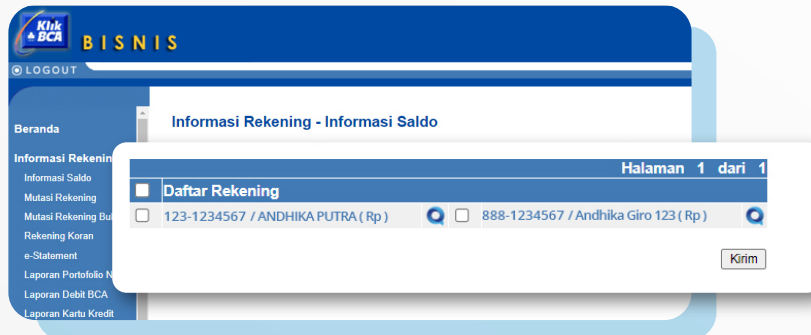 Klik
BCA
BISNIS
LOGOUT
Beranda
Informasi Rekening - Informasi Saldo
Informasi Rekenin
Informasi Saldo
Mutasi Rekening
Mutasi Rekening Bu
Rekening Koran
e-Statement
Laporan Portofolio N
Laporan Debit BCA
Laporan Kartu Kredit
Halaman 1 dari 1
Daftar Rekening
123-1234567 / ANDHIKA PUTRA ( Rp )
888-1234567 / Andhika Giro 123 ( Rp )
Kirim